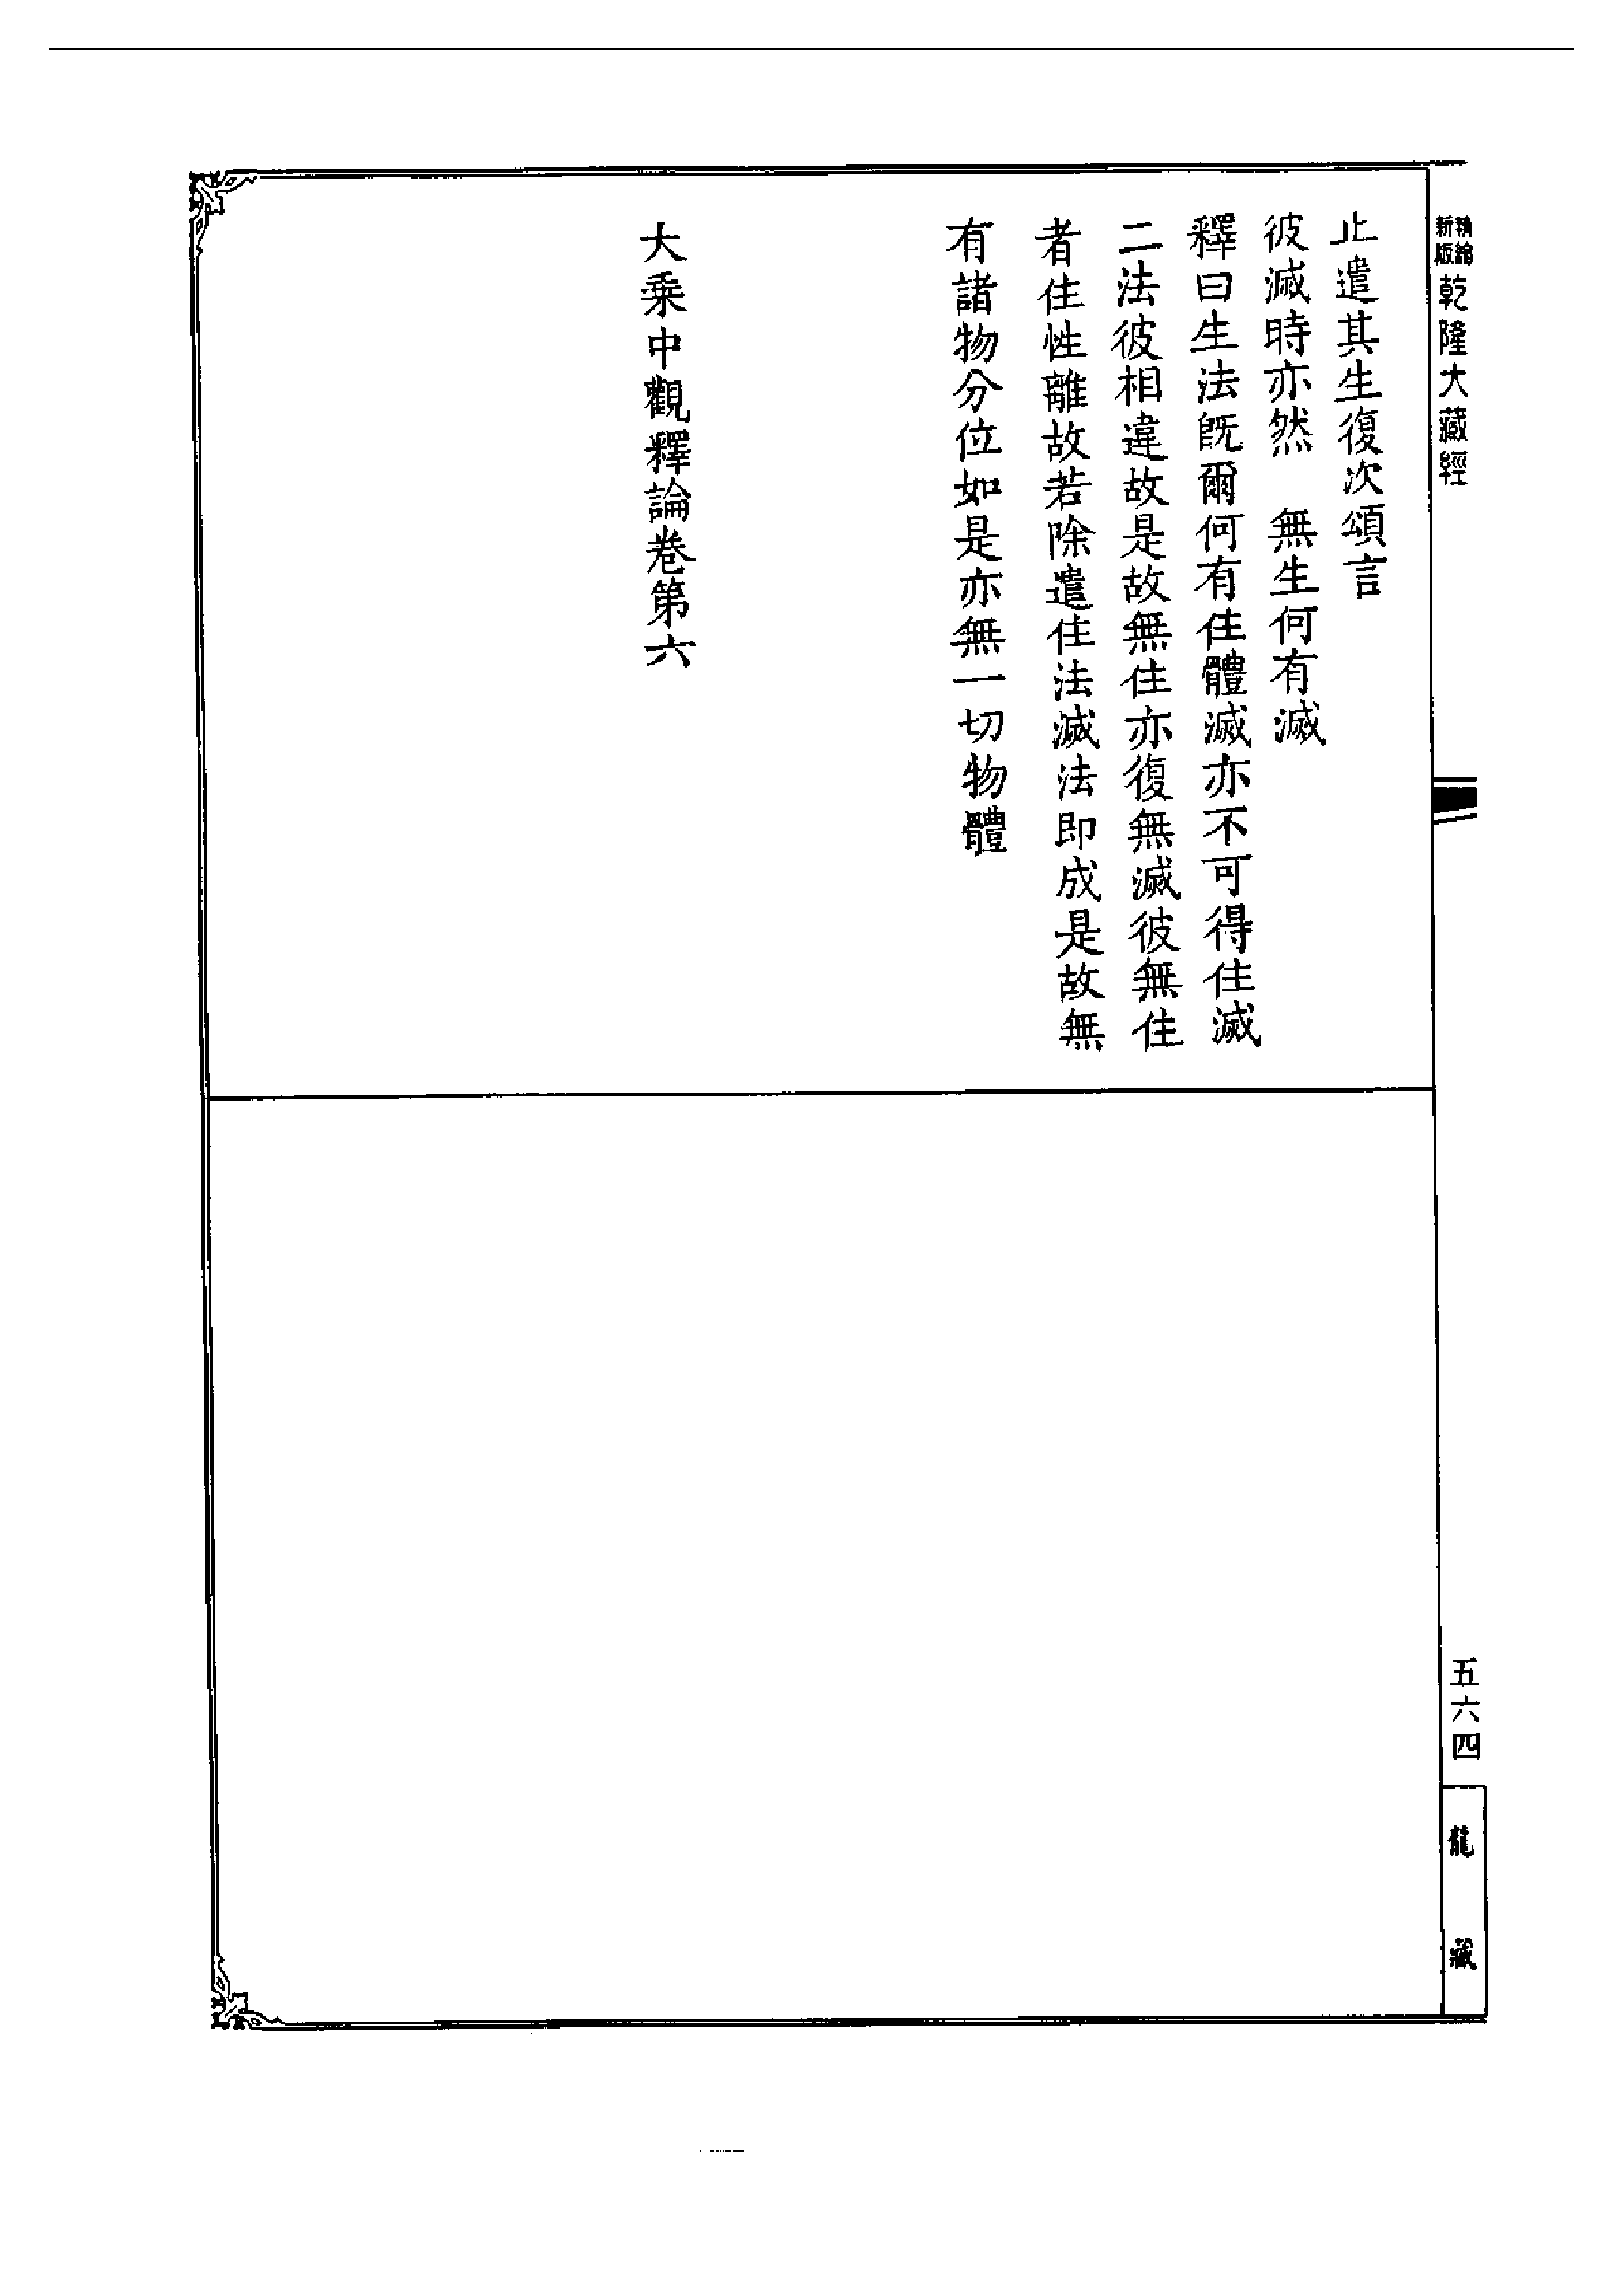 新版精縮乾隆大藏經
止遣其生復次頌言
彼滅時亦然　無生何有滅
釋曰生法既爾何有住體滅亦不可得住滅
二法彼相違故是故無住亦復無滅彼無住
者住性離故若除遣住法滅法即成是故無
有諸物分位如是亦無一切物體
大乘中觀釋論卷第六
五六四
龍藏